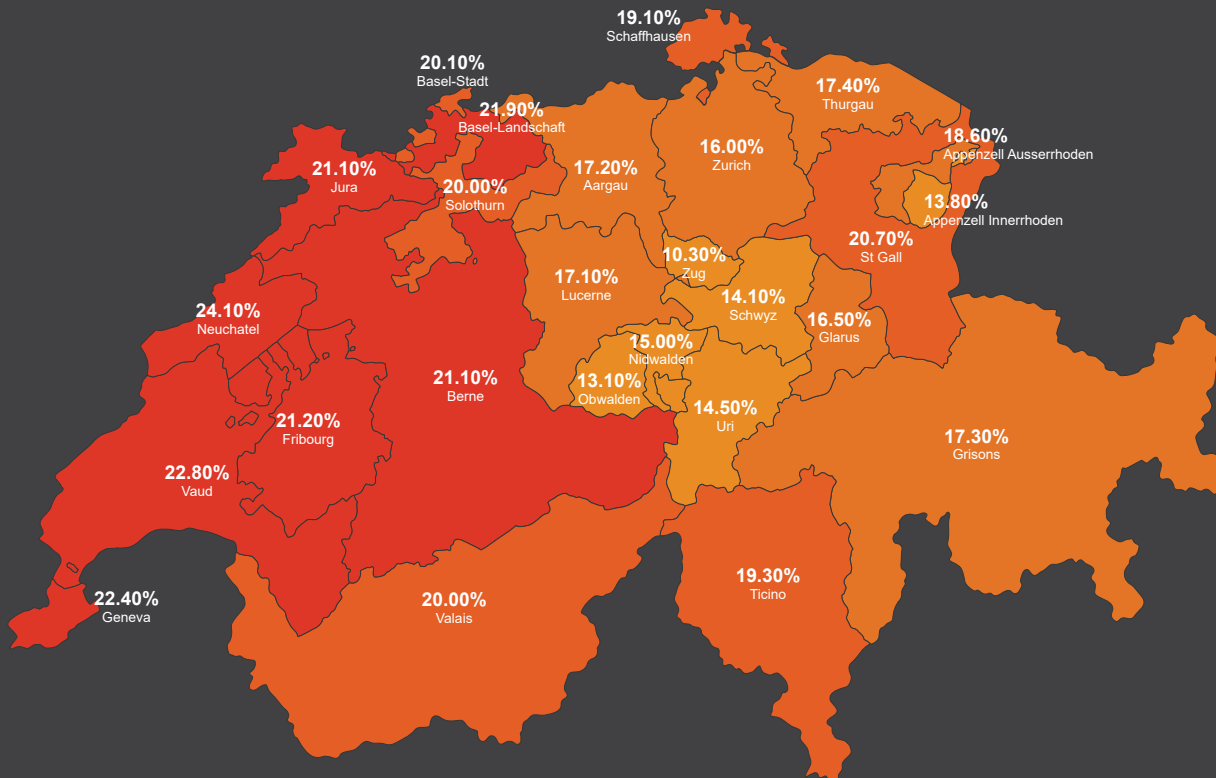 19.10%
Schaffhausen
20.10%
Basel-Stadt
21.90%
Basel-Landschaft
17.40%
Thurgau
18.60%
Appenzell Ausserrhoden
21.10%
Jura
17.20%
Aargau
16.00%
Zurich
20.00%
Solothurn
13.80%
Appenzell Innerrhoden
20.70%
St Gall
10.30%
Zug
17.10%
Lucerne
14.10%
Schwyz
24.10%
Neuchatel
16.50%
Glarus
15.00%
Nidwalden
21.10%
Berne
13.10%
Obwalden
14.50%
Uri
21.20%
Fribourg
17.30%
Grisons
22.80%
Vaud
19.30%
Ticino
22.40%
Geneva
20.00%
Valais